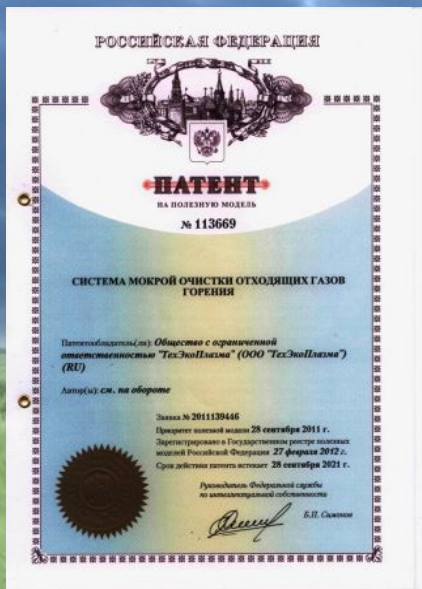 РОССИЙСКАЯ ФЕДЕРАЦИЯ
ПАТЕНТ
НА ПОЛЕЗНУЮ МОДЕЛЬ
№ 113669
СИСТЕМА МОКРОЙ ОЧИСТКИ ОТХОДЯЩИХ ГАЗОВ
ГОРЕНИЯ
Патентообладатель(ли): Общество с ограниченной
ответственностью "ТехЭкоПлазма" (ООО "ТехЭкоПлазма")
(RU)
Автор(ы): см. на обороте
Заявка № 2011139446
Приоритет полезной модели 28 сентября 2011 г.
Зарегистрировано в Государственном реестре полезных
моделей Российской Федерации 27 февраля 2012 г.
Срок действия патента истекает 28 сентября 2021 г.
Руководитель Федеральной службы
по интеллектуальной собственности
Б.П. Симонов